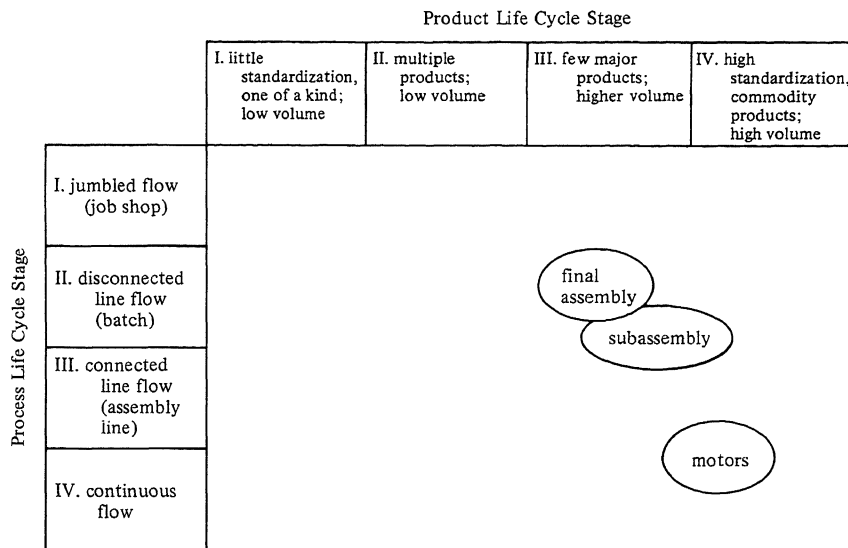 Product Life Cycle Stage
I. little
standardization,
one of a kind;
low volume
II. multiple
products;
low volume
III. few major
products;
higher volume
IV. high
standardization,
commodity
products;
high volume
Process Life Cycle Stage
I. jumbled flow
(job shop)
II. disconnected
line flow
(batch)
III. connected
line flow
(assembly
line)
IV. continuous
flow
final
assembly
subassembly
motors